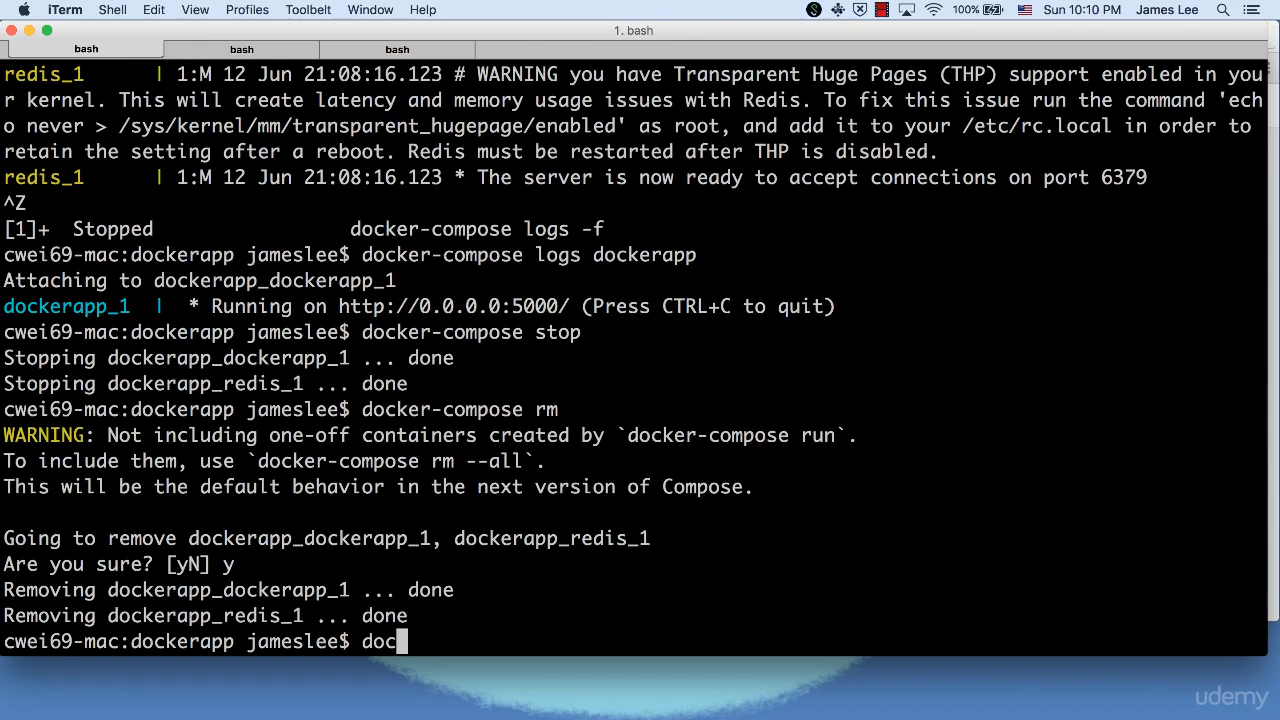 iTerm Shell Edit View Profiles Toolbelt Window Help 100% Sun 10:10 PM James Lee
1. bash
bash bash bash
redis_1 | 1:M 12 Jun 21:08:16.123 # WARNING you have Transparent Huge Pages (THP) support enabled in you
r kernel. This will create latency and memory usage issues with Redis. To fix this issue run the command 'ech
o never > /sys/kernel/mm/transparent_hugepage/enabled' as root, and add it to your /etc/rc.local in order to
retain the setting after a reboot. Redis must be restarted after THP is disabled.
redis_1 | 1:M 12 Jun 21:08:16.123 * The server is now ready to accept connections on port 6379
^Z
[1]+ Stopped docker-compose logs -f
cwei69-mac:dockerapp jameslee$ docker-compose logs dockerapp
Attaching to dockerapp_dockerapp_1
dockerapp_1 | * Running on http://0.0.0.0:5000/ (Press CTRL+C to quit)
cwei69-mac:dockerapp jameslee$ docker-compose stop
Stopping dockerapp_dockerapp_1 ... done
Stopping dockerapp_redis_1 ... done
cwei69-mac:dockerapp jameslee$ docker-compose rm
WARNING: Not including one-off containers created by `docker-compose run`.
To include them, use `docker-compose rm --all`.
This will be the default behavior in the next version of Compose.
Going to remove dockerapp_dockerapp_1, dockerapp_redis_1
Are you sure? [yN] y
Removing dockerapp_dockerapp_1 ... done
Removing dockerapp_redis_1 ... done
cwei69-mac:dockerapp jameslee$ doc
udemy